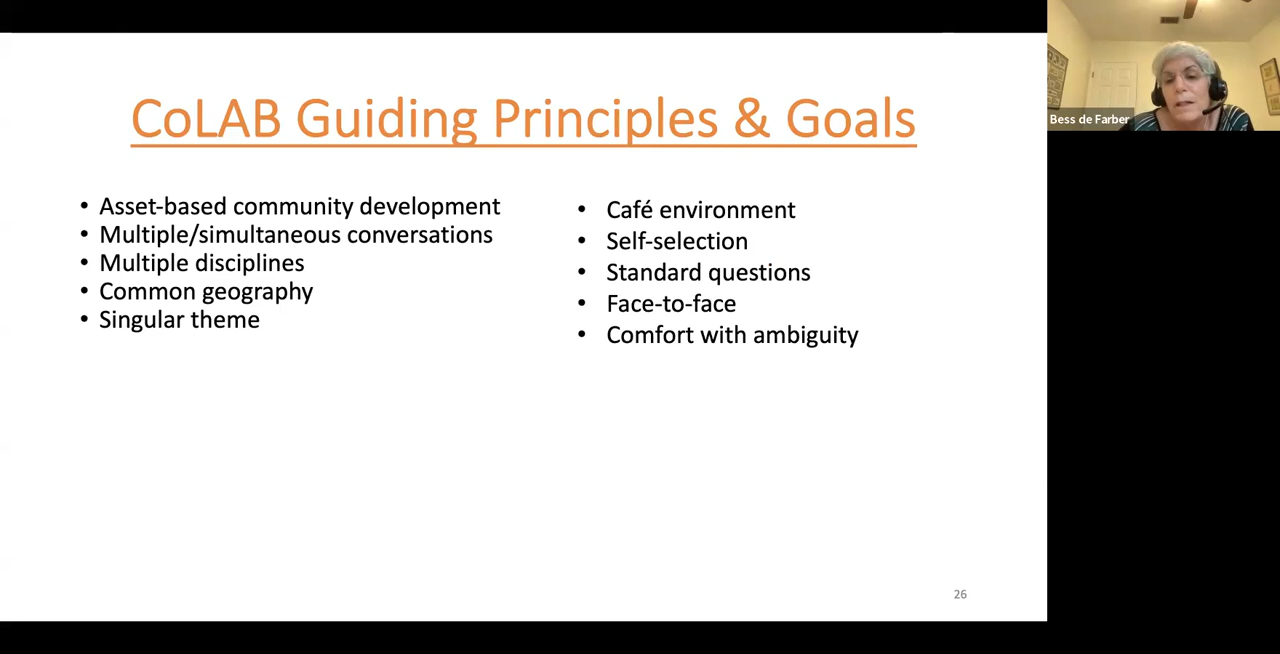 CoLAB Guiding Principles & Goals
• Asset-based community development
• Multiple/simultaneous conversations
• Multiple disciplines
• Common geography
• Singular theme
• Café environment
• Self-selection
• Standard questions
• Face-to-face
• Comfort with ambiguity
26
Bess de Farber